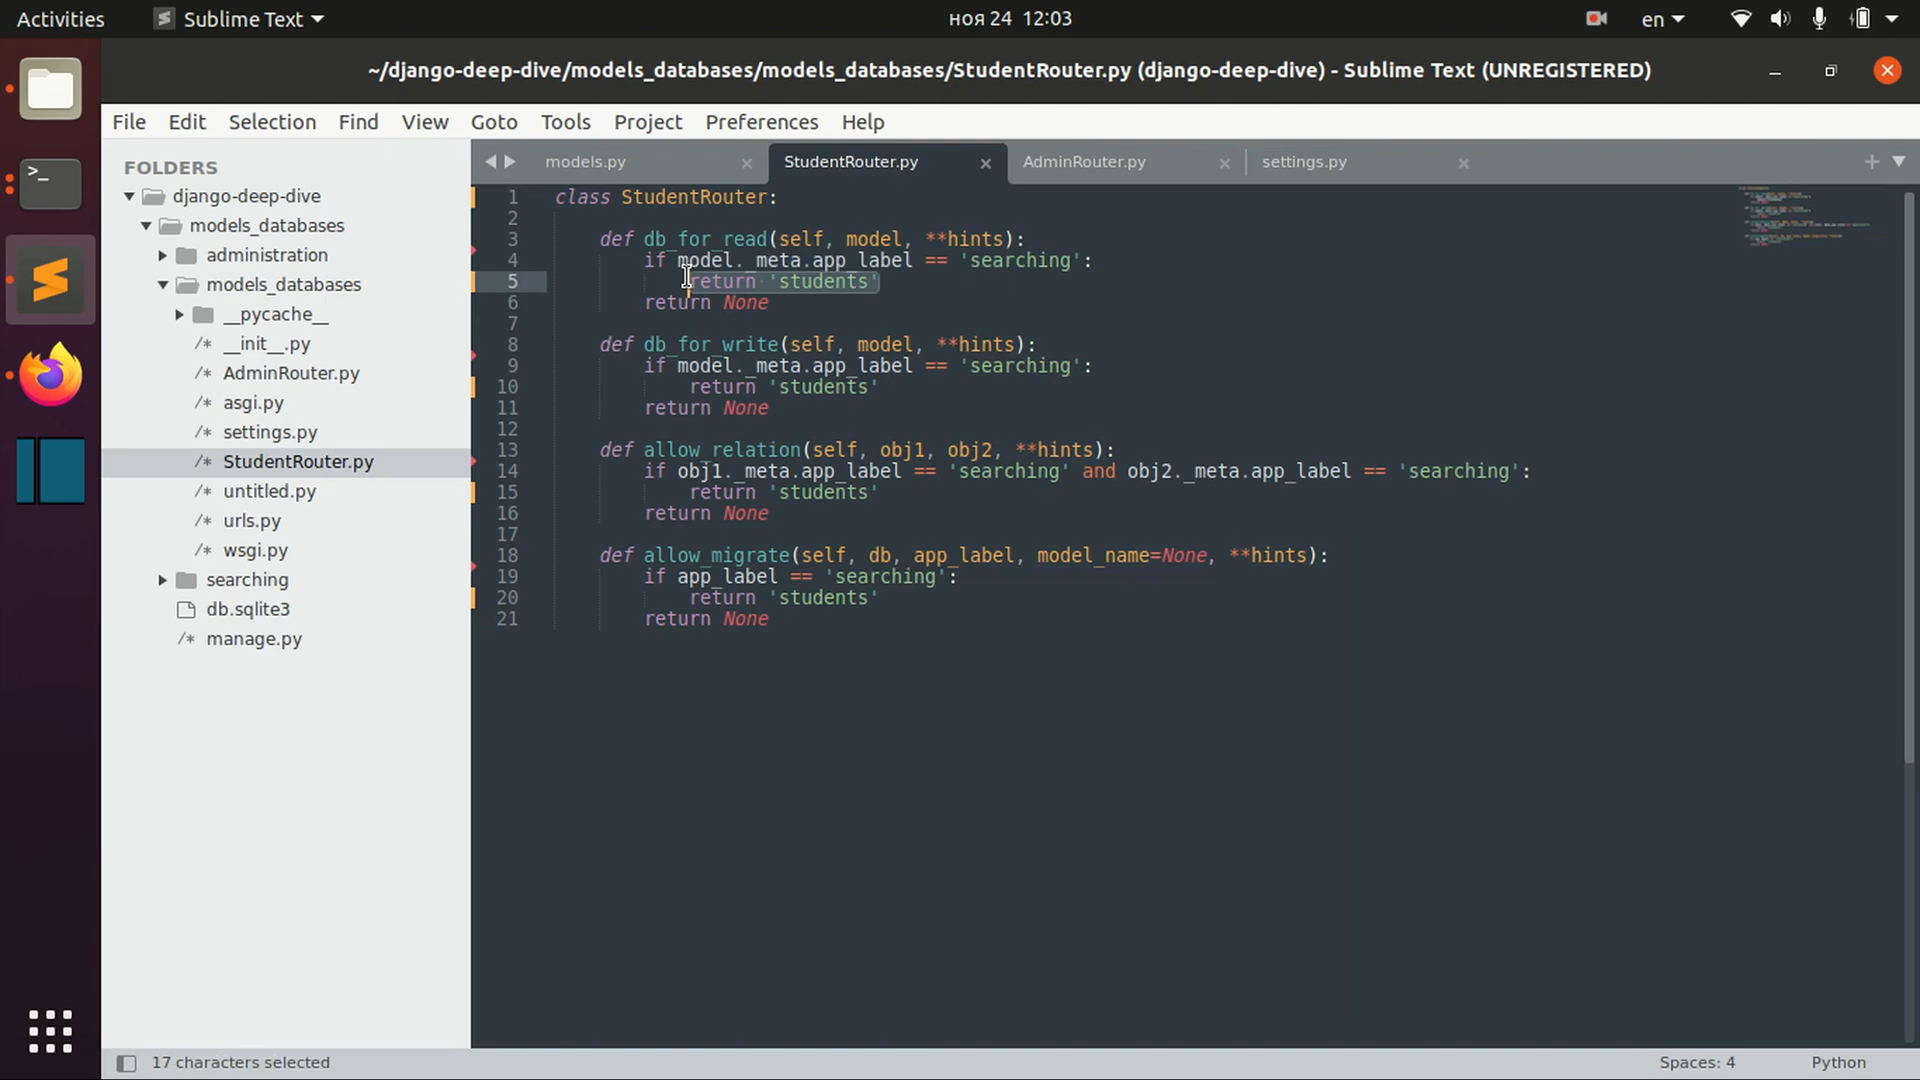 Activities Sublime Text ноя 24 12:03 en
~/django-deep-dive/models_databases/models_databases/StudentRouter.py (django-deep-dive) - Sublime Text (UNREGISTERED)
File Edit Selection Find View Goto Tools Project Preferences Help
FOLDERS
django-deep-dive
models_databases
administration
models_databases
__pycache__
/* __init__.py
/* AdminRouter.py
/* asgi.py
/* settings.py
/* StudentRouter.py
/* untitled.py
/* urls.py
/* wsgi.py
searching
db.sqlite3
/* manage.py
models.py StudentRouter.py AdminRouter.py settings.py
1 class StudentRouter:
2
3 def db_for_read(self, model, **hints):
4 if model._meta.app_label == 'searching':
5 return 'students'
6 return None
7
8 def db_for_write(self, model, **hints):
9 if model._meta.app_label == 'searching':
10 return 'students'
11 return None
12
13 def allow_relation(self, obj1, obj2, **hints):
14 if obj1._meta.app_label == 'searching' and obj2._meta.app_label == 'searching':
15 return 'students'
16 return None
17
18 def allow_migrate(self, db, app_label, model_name=None, **hints):
19 if app_label == 'searching':
20 return 'students'
21 return None
17 characters selected Spaces: 4 Python